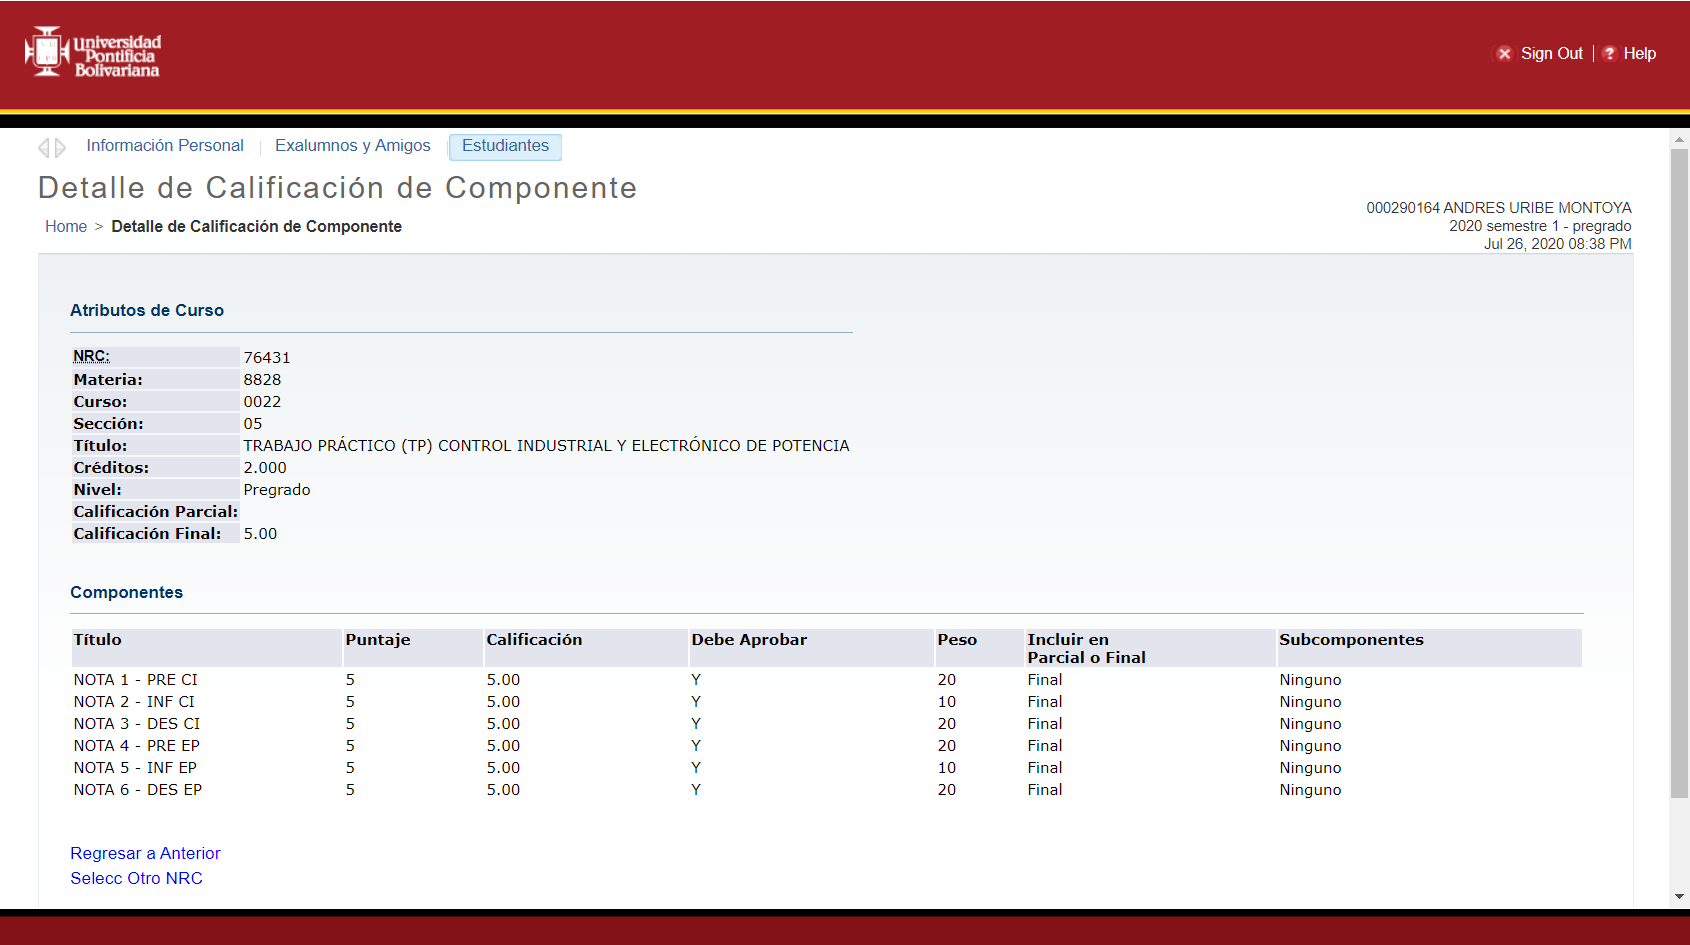 Universidad
Pontificia
Bolivariana
Sign Out | Help
Información Personal | Exalumnos y Amigos | Estudiantes
Detalle de Calificación de Componente
Home > Detalle de Calificación de Componente
000290164 ANDRES URIBE MONTOYA
2020 semestre 1 - pregrado
Jul 26, 2020 08:38 PM
Atributos de Curso
NRC: 76431
Materia: 8828
Curso: 0022
Sección: 05
Título: TRABAJO PRÁCTICO (TP) CONTROL INDUSTRIAL Y ELECTRÓNICO DE POTENCIA
Créditos: 2.000
Nivel: Pregrado
Calificación Parcial:
Calificación Final: 5.00
Componentes
Título Puntaje Calificación Debe Aprobar Peso Incluir en Parcial o Final Subcomponentes
NOTA 1 - PRE CI 5 5.00 Y 20 Final Ninguno
NOTA 2 - INF CI 5 5.00 Y 10 Final Ninguno
NOTA 3 - DES CI 5 5.00 Y 20 Final Ninguno
NOTA 4 - PRE EP 5 5.00 Y 20 Final Ninguno
NOTA 5 - INF EP 5 5.00 Y 10 Final Ninguno
NOTA 6 - DES EP 5 5.00 Y 20 Final Ninguno
Regresar a Anterior
Selecc Otro NRC